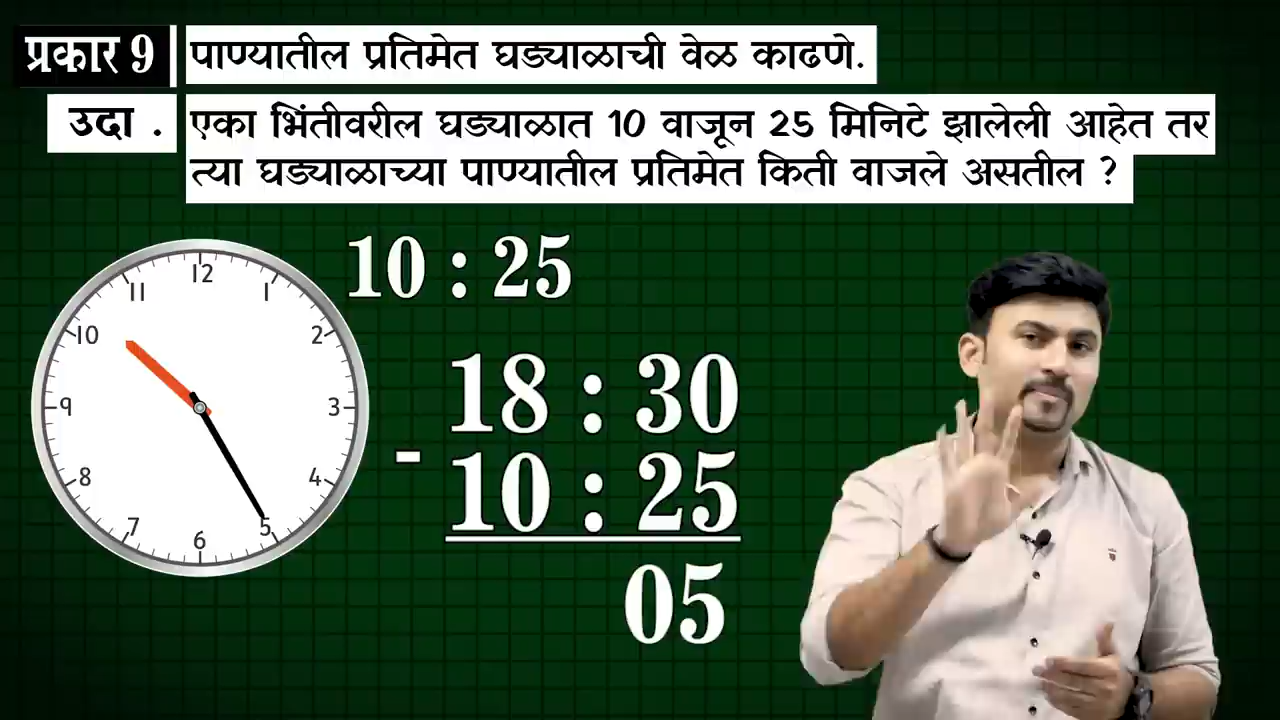 प्रकार 9
पाण्यातील प्रतिमेत घड्याळाची वेळ काढणे.
उदा .
एका भिंतीवरील घड्याळात 10 वाजून 25 मिनिटे झालेली आहेत तर
त्या घड्याळाच्या पाण्यातील प्रतिमेत किती वाजले असतील ?
12
1
2
3
4
5
6
7
8
9
10
11
10 : 25
18 : 30
- 10 : 25
05